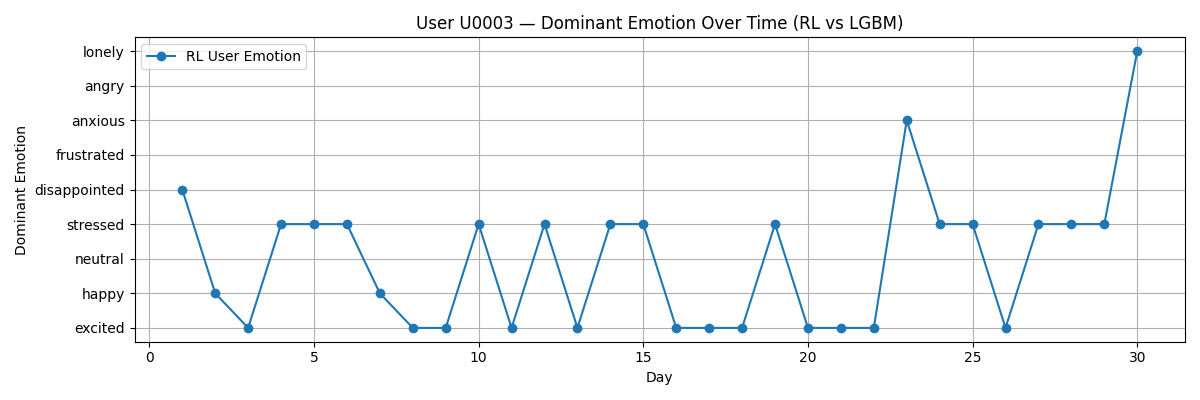 User U0003 — Dominant Emotion Over Time (RL vs LGBM)
RL User Emotion
Dominant Emotion
lonely
angry
anxious
frustrated
disappointed
stressed
neutral
happy
excited
0 5 10 15 20 25 30
Day